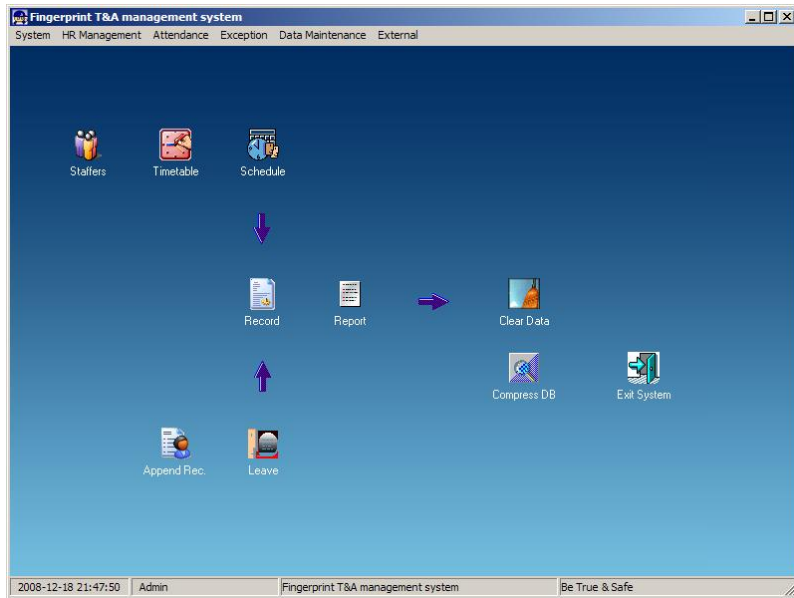 Fingerprint T&A management system
System HR Management Attendance Exception Data Maintenance External
Staffers Timetable Schedule
Record Report Clear Data
Compress DB Exit System
Append Rec. Leave
2008-12-18 21:47:50 Admin Fingerprint T&A management system Be True & Safe